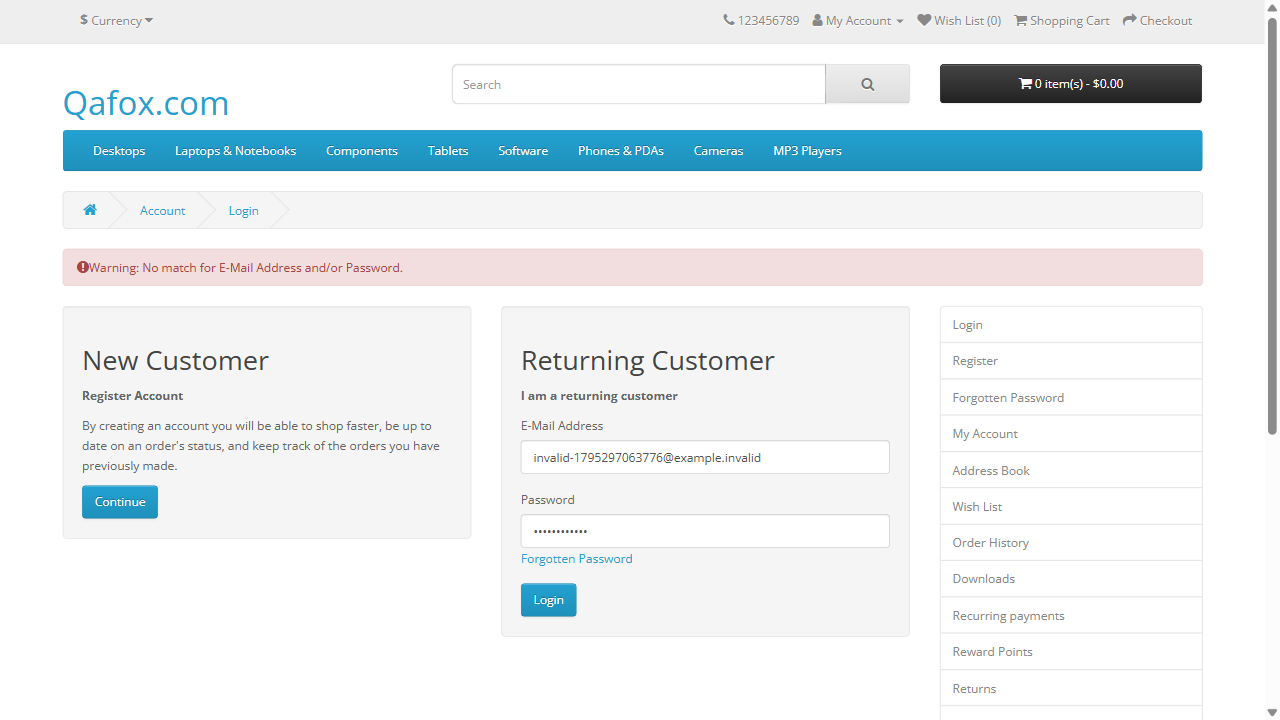 $ Currency
123456789
My Account
Wish List (0)
Shopping Cart
Checkout
Qafox.com
Search
0 item(s) - $0.00
Desktops
Laptops & Notebooks
Components
Tablets
Software
Phones & PDAs
Cameras
MP3 Players
Account
Login
Warning: No match for E-Mail Address and/or Password.
New Customer
Register Account
By creating an account you will be able to shop faster, be up to
date on an order's status, and keep track of the orders you have
previously made.
Continue
Returning Customer
I am a returning customer
E-Mail Address
invalid-1795297063776@example.invalid
Password
••••••••••••
Forgotten Password
Login
Login
Register
Forgotten Password
My Account
Address Book
Wish List
Order History
Downloads
Recurring payments
Reward Points
Returns